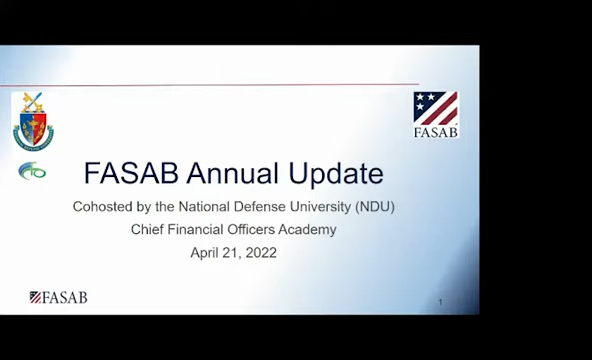 FASAB
FASAB Annual Update
Cohosted by the National Defense University (NDU)
Chief Financial Officers Academy
April 21, 2022
FASAB
1